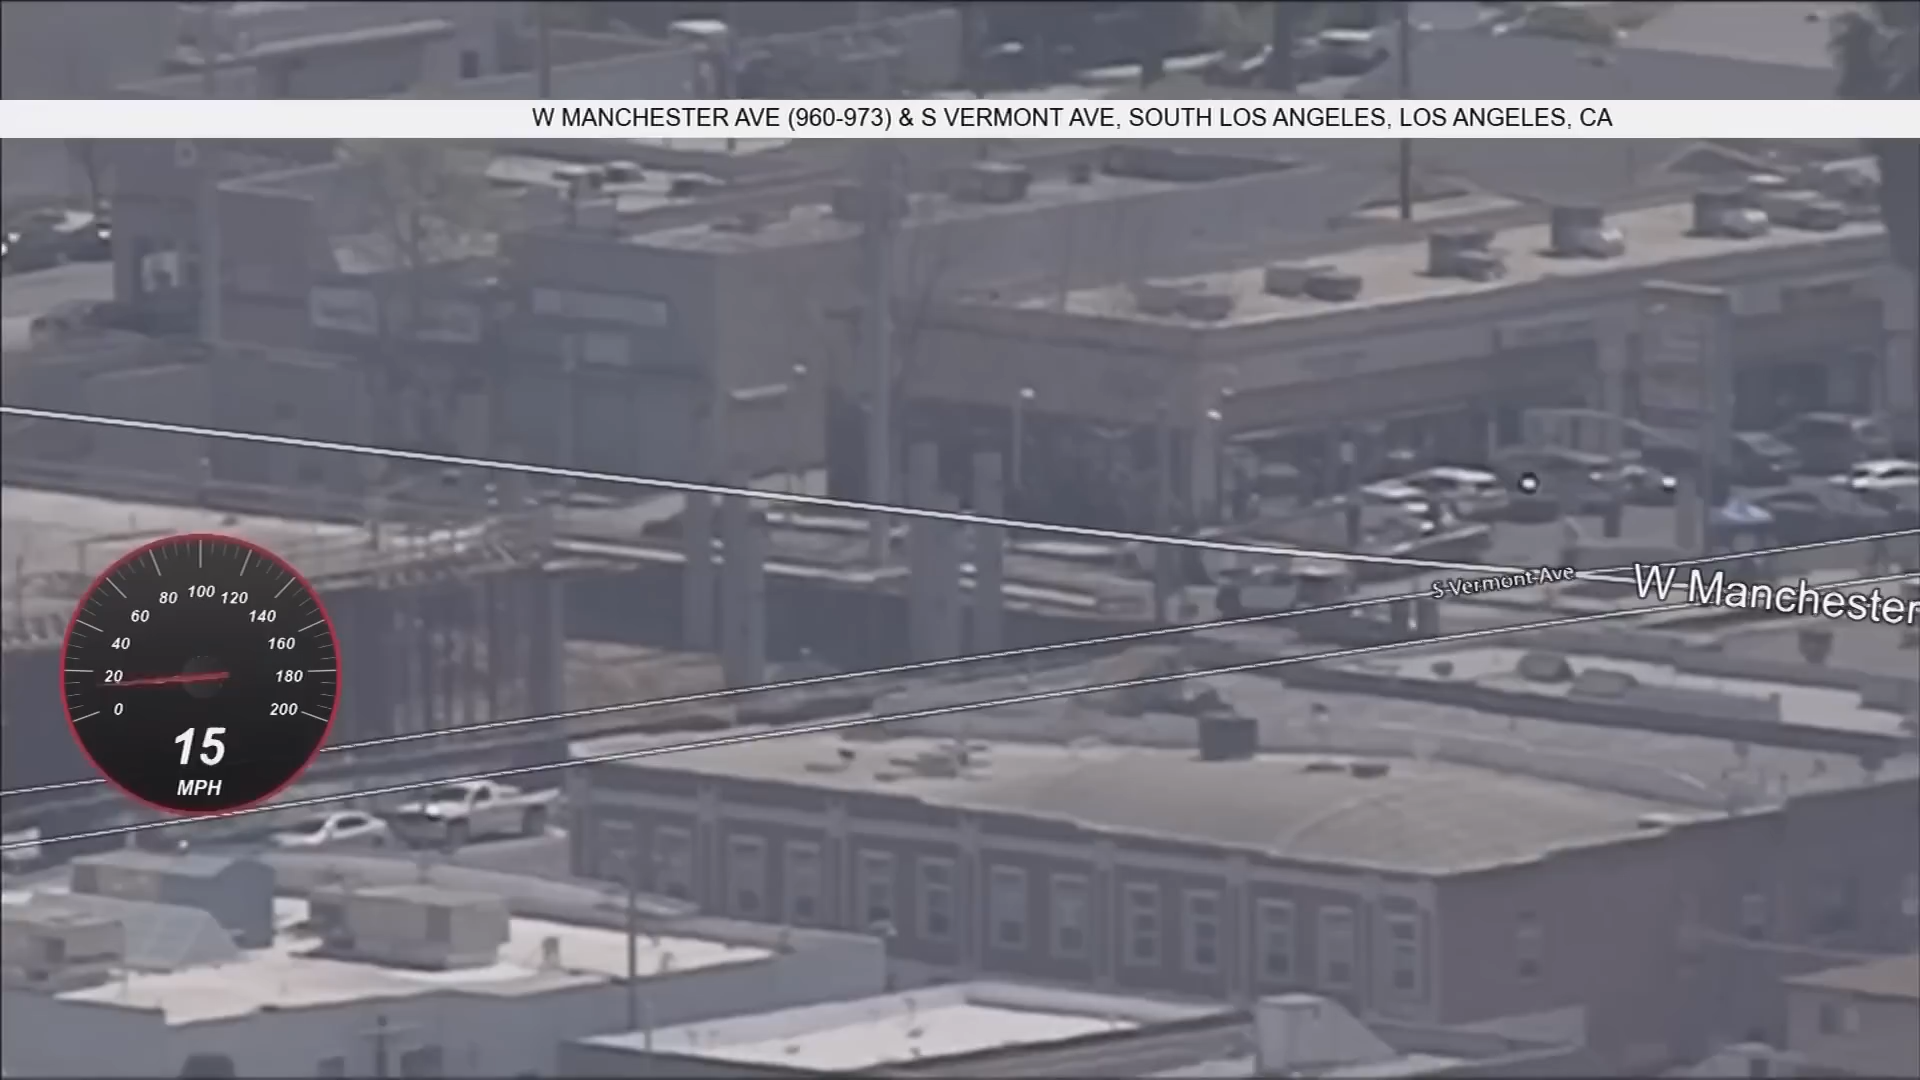 W MANCHESTER AVE (960-973) & S VERMONT AVE, SOUTH LOS ANGELES, LOS ANGELES, CA
S Vermont Ave
W Manchester
80 100 120
60 140
40 160
20 180
0 200
15
MPH